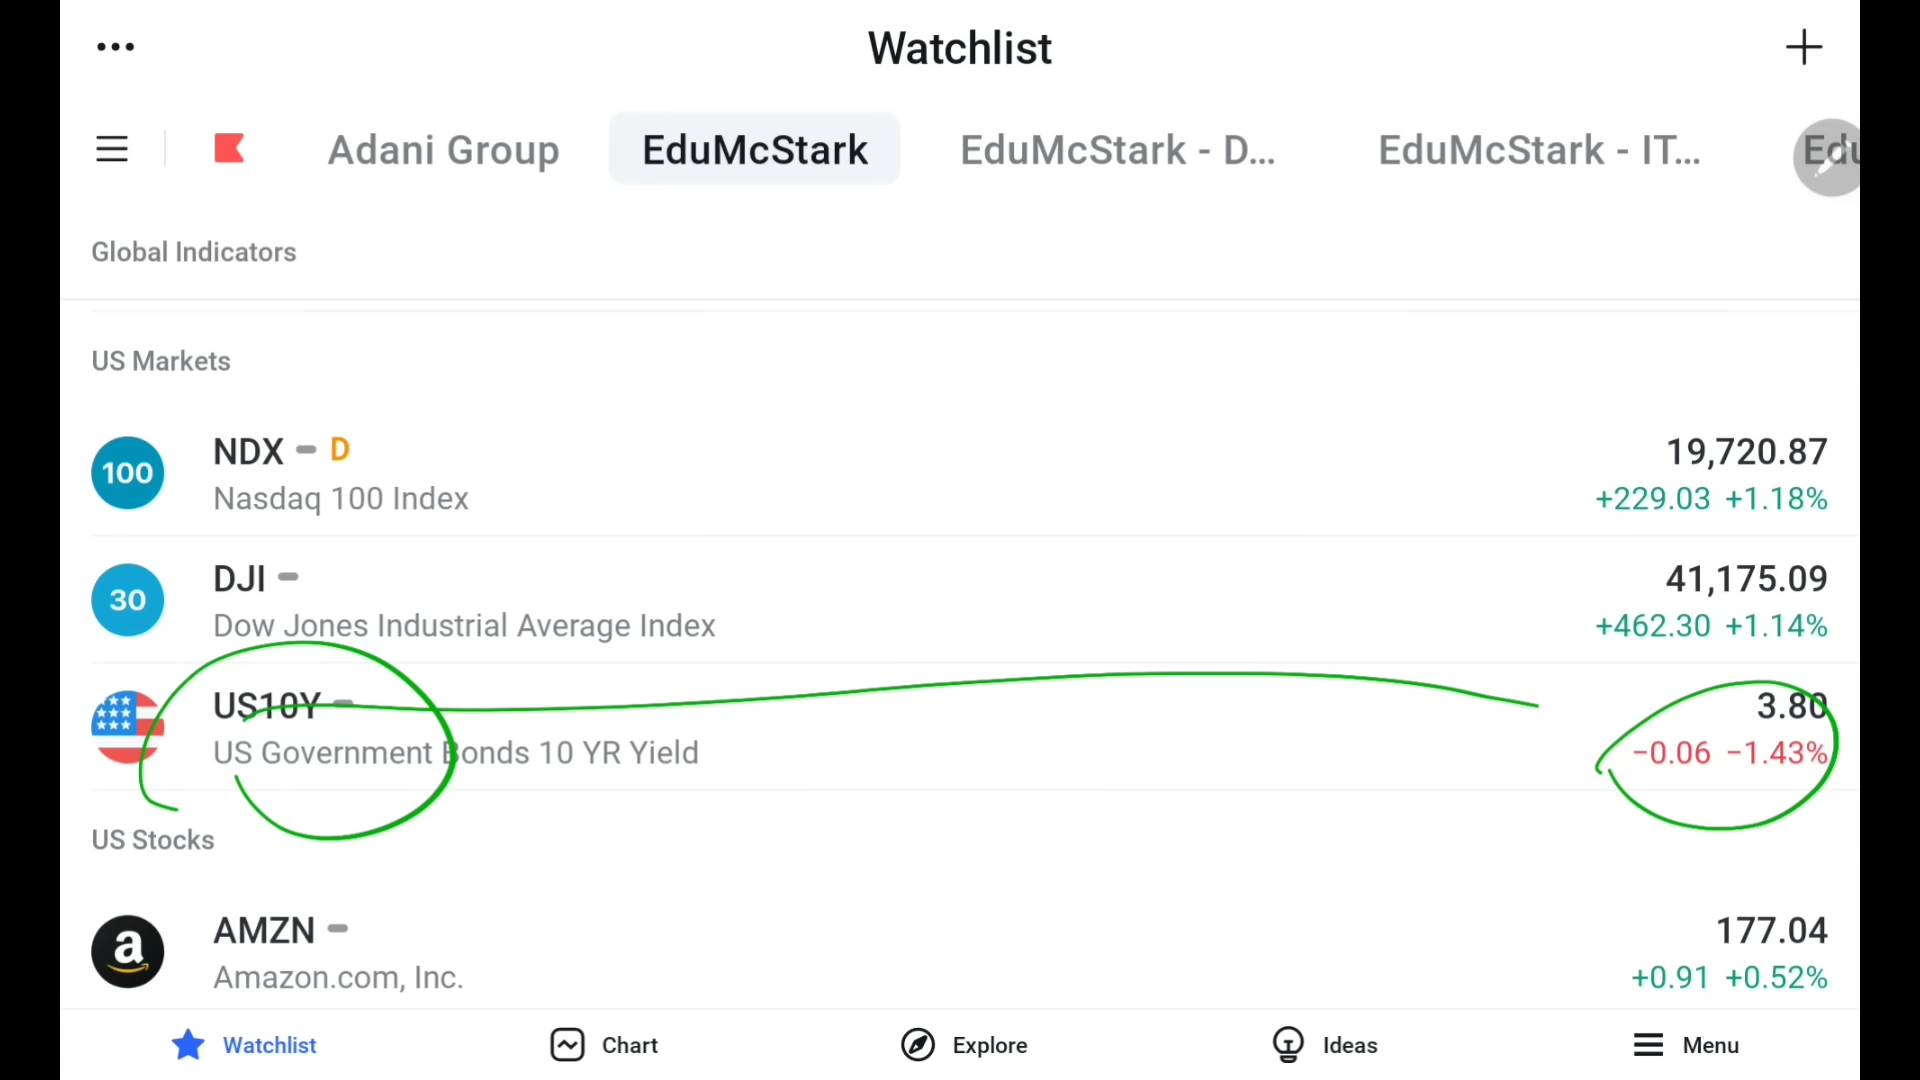 Watchlist
Adani Group
EduMcStark
EduMcStark - D...
EduMcStark - IT...
Edu
Global Indicators
US Markets
100
NDX D
19,720.87
Nasdaq 100 Index
+229.03 +1.18%
30
DJI
41,175.09
Dow Jones Industrial Average Index
+462.30 +1.14%
US10Y
3.80
US Government Bonds 10 YR Yield
−0.06 −1.43%
US Stocks
a
AMZN
177.04
Amazon.com, Inc.
+0.91 +0.52%
Watchlist
Chart
Explore
Ideas
Menu